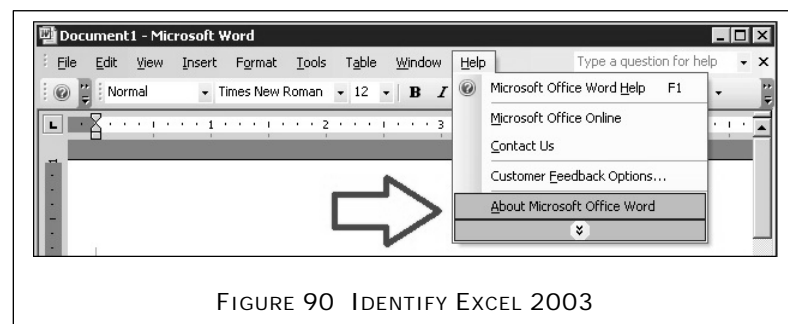 Document1 - Microsoft Word
File Edit View Insert Format Tools Table Window Help Type a question for help
Normal Times New Roman 12 B I
Microsoft Office Word Help F1
1 2 3
Microsoft Office Online
Contact Us
Customer Feedback Options...
About Microsoft Office Word
FIGURE 90 IDENTIFY EXCEL 2003